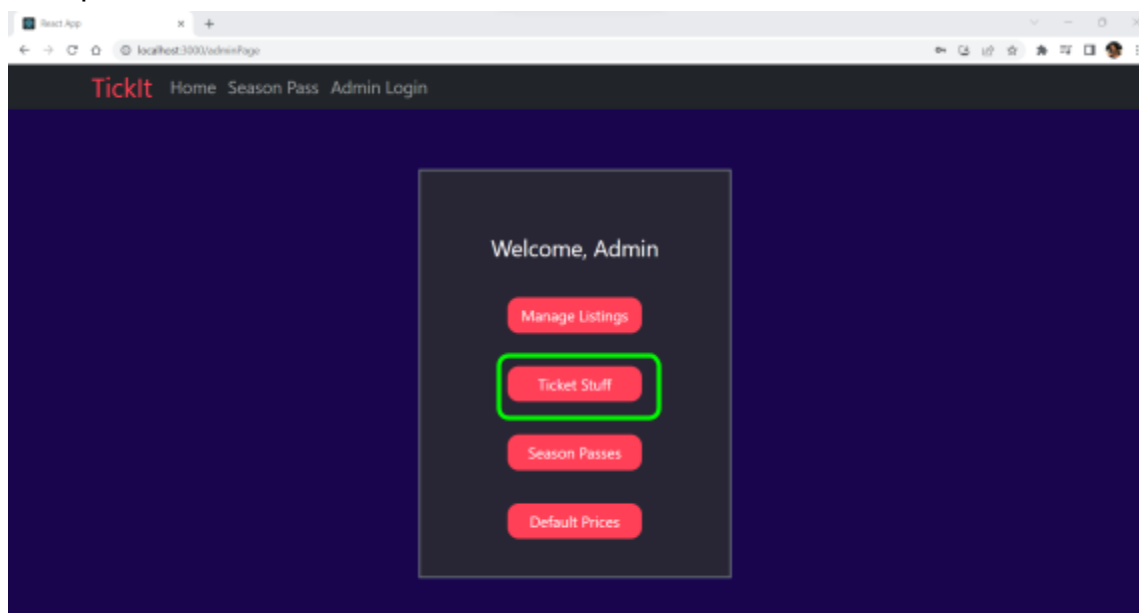 React App
localhost:3000/adminPage
TickIt Home Season Pass Admin Login
Welcome, Admin
Manage Listings
Ticket Stuff
Season Passes
Default Prices